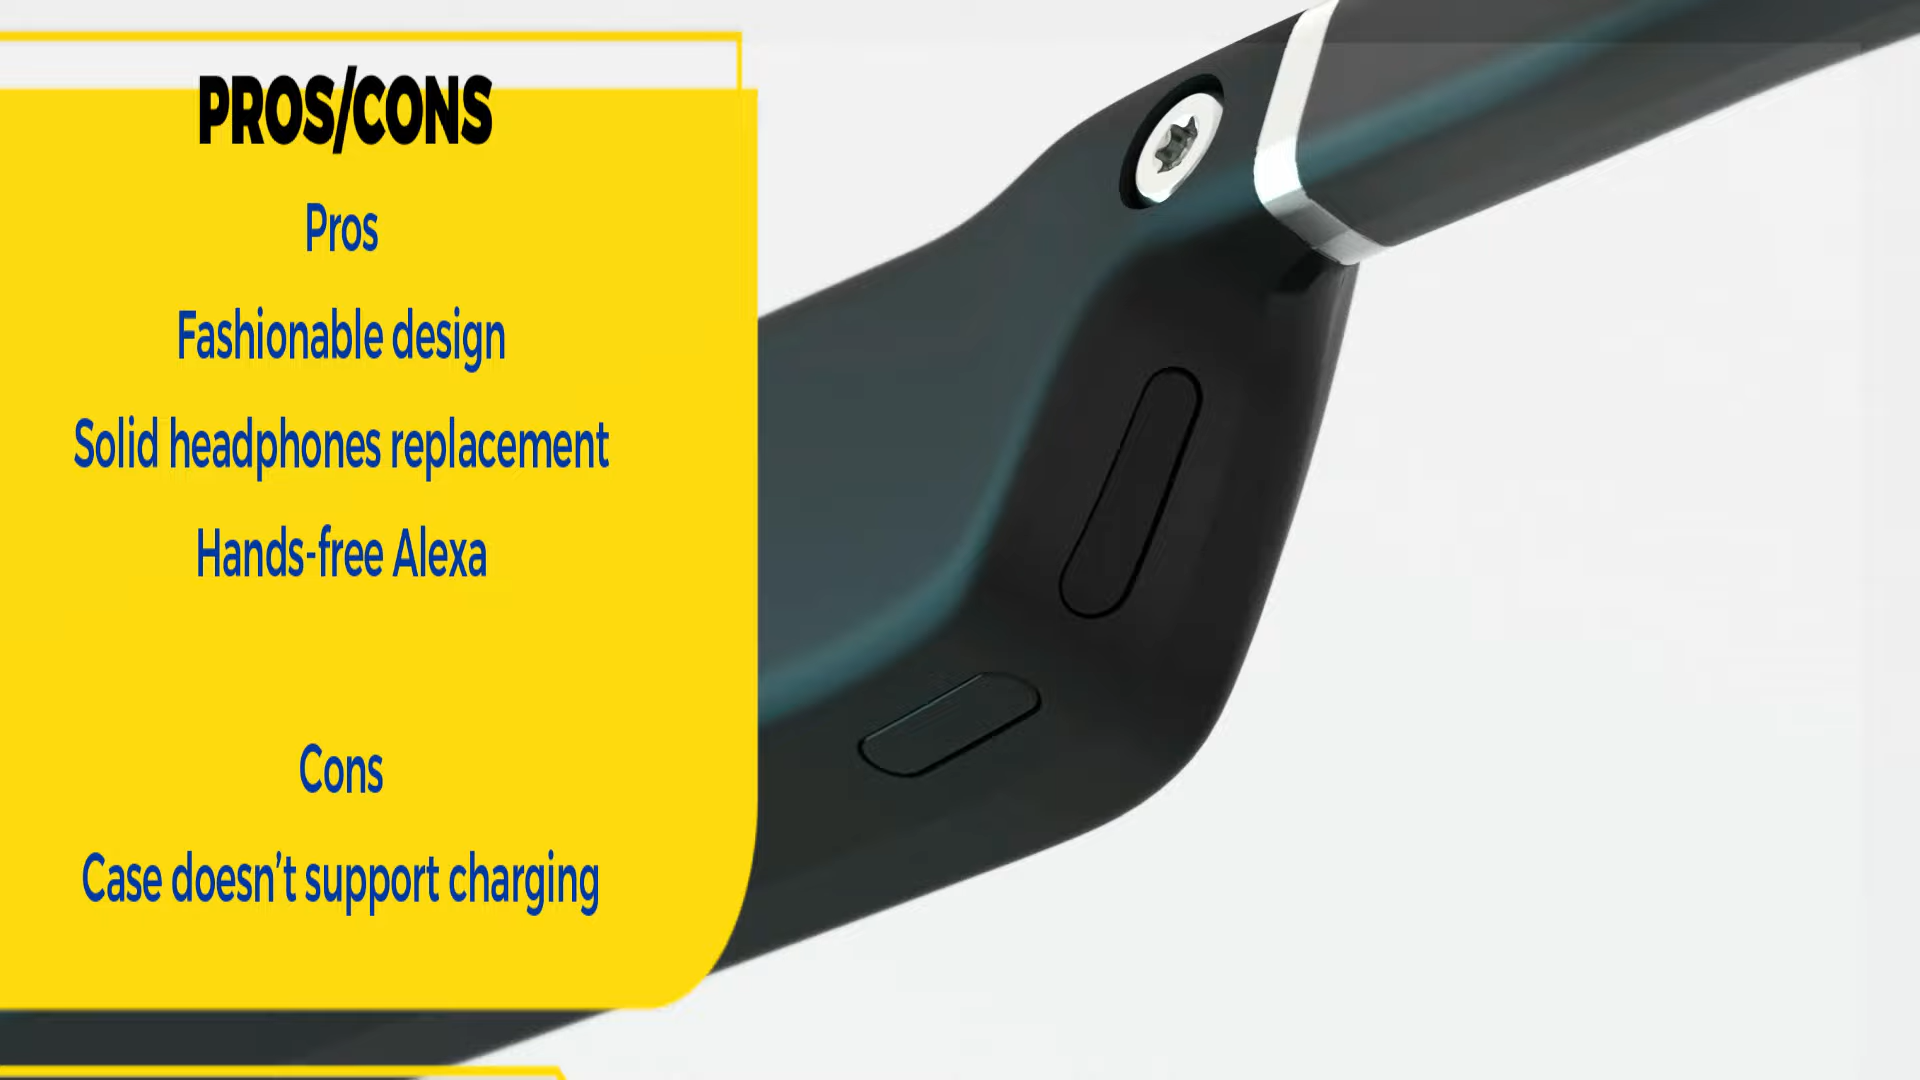 PROS/CONS
Pros
Fashionable design
Solid headphones replacement
Hands-free Alexa
Cons
Case doesn’t support charging